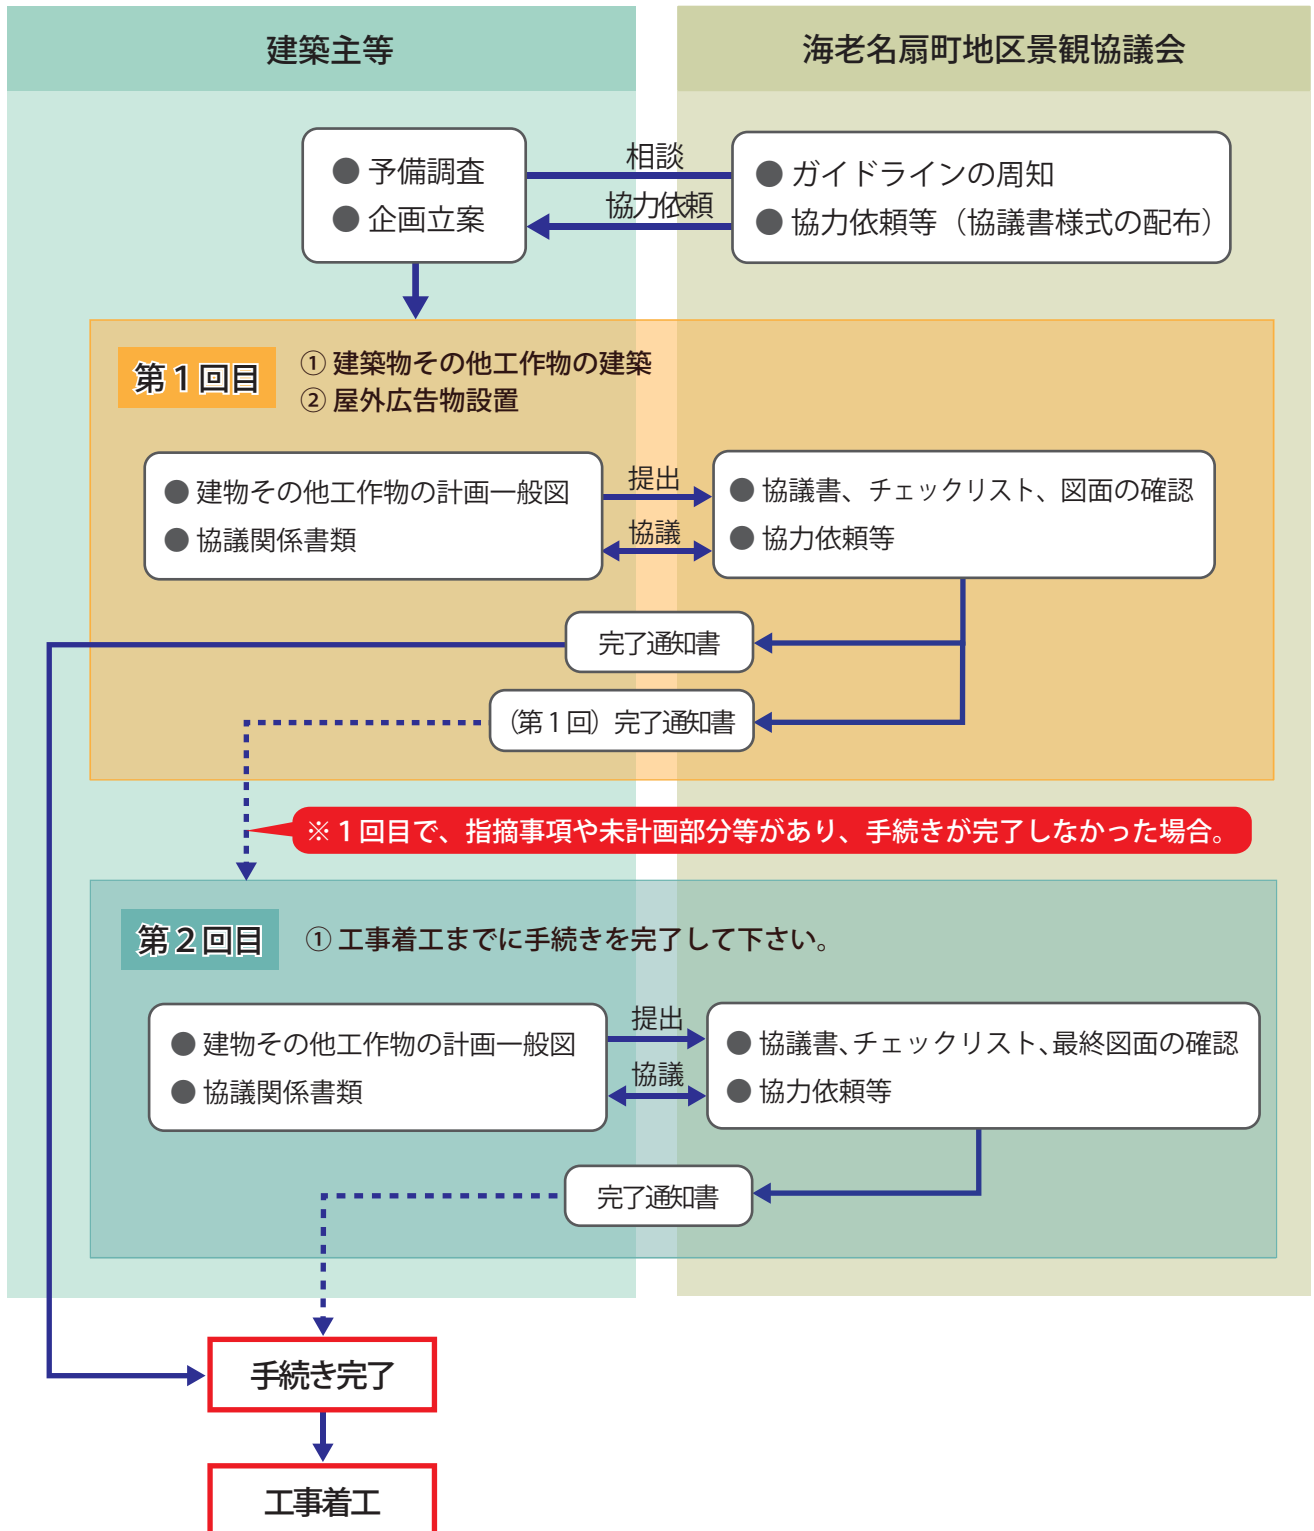 建築主等
海老名扇町地区景観協議会
● 予備調査
● 企画立案
相談
協力依頼
● ガイドラインの周知
● 協力依頼等（協議書様式の配布）
第１回目
① 建築物その他工作物の建築
② 屋外広告物設置
● 建物その他工作物の計画一般図
● 協議関係書類
提出
協議
● 協議書、チェックリスト、図面の確認
● 協力依頼等
完了通知書
（第１回）完了通知書
※１回目で、指摘事項や未計画部分等があり、手続きが完了しなかった場合。
第２回目
① 工事着工までに手続きを完了して下さい。
● 建物その他工作物の計画一般図
● 協議関係書類
提出
協議
● 協議書、チェックリスト、最終図面の確認
● 協力依頼等
完了通知書
手続き完了
工事着工